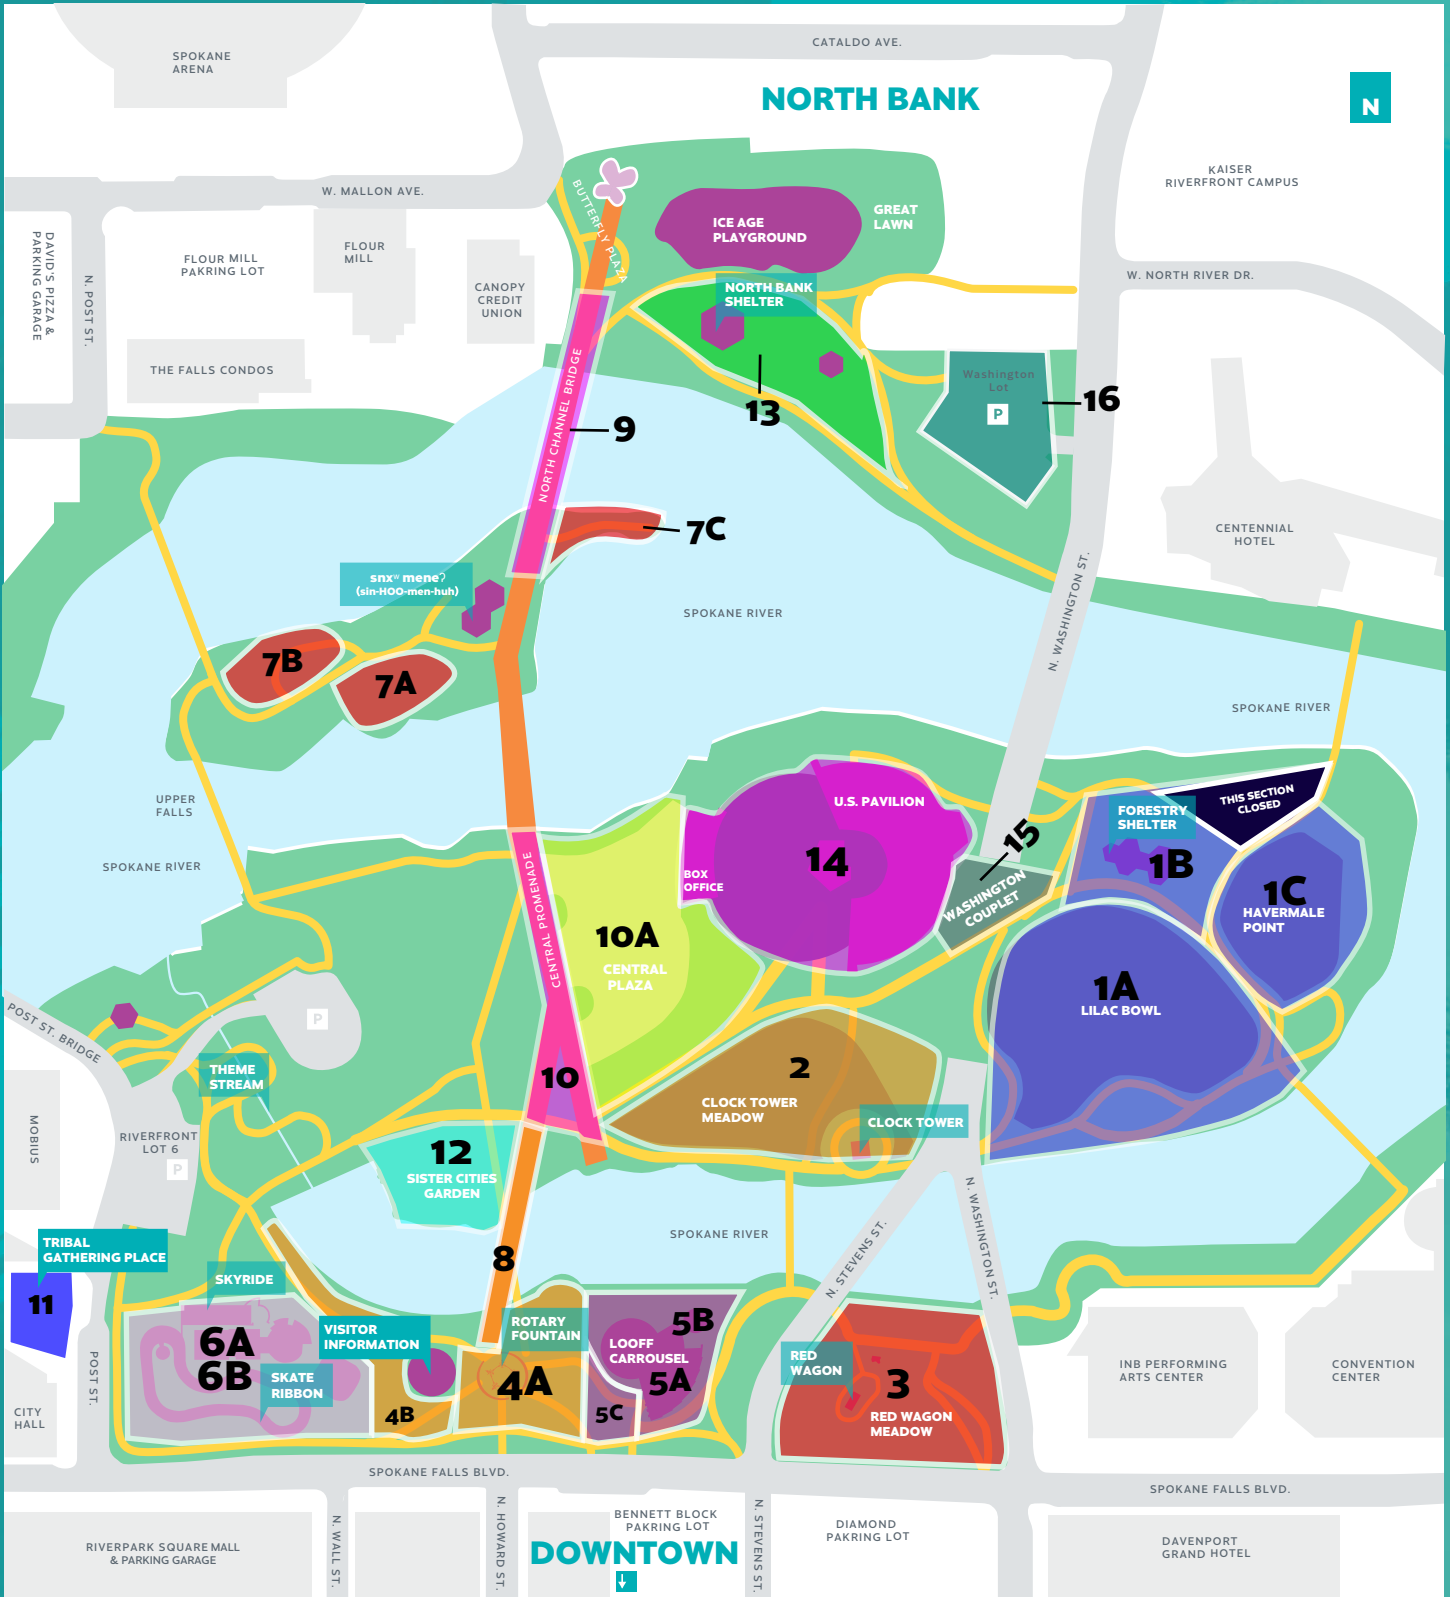 CATALDO AVE.
SPOKANE
ARENA
NORTH BANK
N
KAISER
RIVERFRONT CAMPUS
W. MALLON AVE.
BUTTERFLY PLAZA
ICE AGE
PLAYGROUND
GREAT
LAWN
DAVID'S PIZZA &
PARKING GARAGE
N. POST ST.
FLOUR MILL
PAKRING LOT
FLOUR
MILL
CANOPY
CREDIT
UNION
NORTH BANK
SHELTER
W. NORTH RIVER DR.
THE FALLS CONDOS
NORTH CHANNEL BRIDGE
9
13
Washington
Lot
P
16
7C
CENTENNIAL
HOTEL
snxʷ meneʔ
(sin-HOO-men-huh)
SPOKANE RIVER
N. WASHINGTON ST.
7B
7A
SPOKANE RIVER
UPPER
FALLS
SPOKANE RIVER
U.S. PAVILION
14
BOX
OFFICE
15
WASHINGTON
COUPLET
THIS SECTION
CLOSED
FORESTRY
SHELTER
1B
1C
HAVERMALE
POINT
CENTRAL PROMENADE
10A
CENTRAL
PLAZA
1A
LILAC BOWL
POST ST. BRIDGE
P
THEME
STREAM
10
2
CLOCK TOWER
MEADOW
CLOCK TOWER
MOBIUS
RIVERFRONT
LOT 6
P
12
SISTER CITIES
GARDEN
SPOKANE RIVER
N. STEVENS ST.
N. WASHINGTON ST.
TRIBAL
GATHERING PLACE
8
11
SKYRIDE
6A
6B
SKATE
RIBBON
VISITOR
INFORMATION
ROTARY
FOUNTAIN
4A
4B
5B
LOOFF
CARROUSEL
5A
5C
RED
WAGON
3
RED WAGON
MEADOW
INB PERFORMING
ARTS CENTER
CONVENTION
CENTER
POST ST.
CITY
HALL
SPOKANE FALLS BLVD.
SPOKANE FALLS BLVD.
RIVERPARK SQUARE MALL
& PARKING GARAGE
N. WALL ST.
N. HOWARD ST.
BENNETT BLOCK
PAKRING LOT
DOWNTOWN
N. STEVENS ST.
DIAMOND
PAKRING LOT
DAVENPORT
GRAND HOTEL